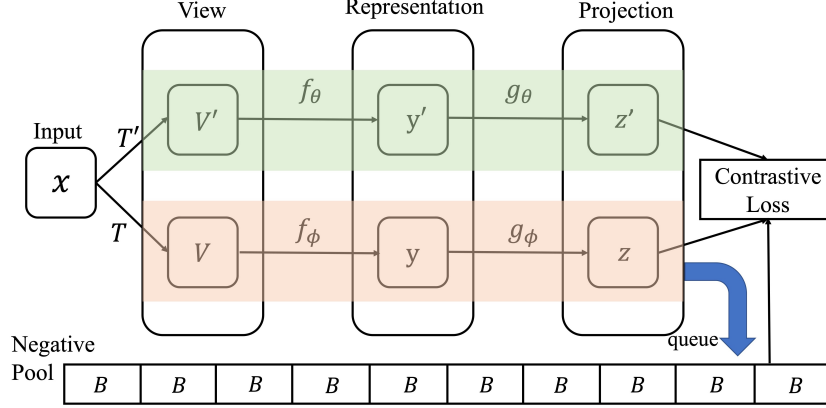 View Representation Projection
f_θ g_θ
V′ y′ z′
Input T′
x
Contrastive
Loss
T f_ϕ g_ϕ
V y z
Negative
Pool
queue
B B B B B B B B B B